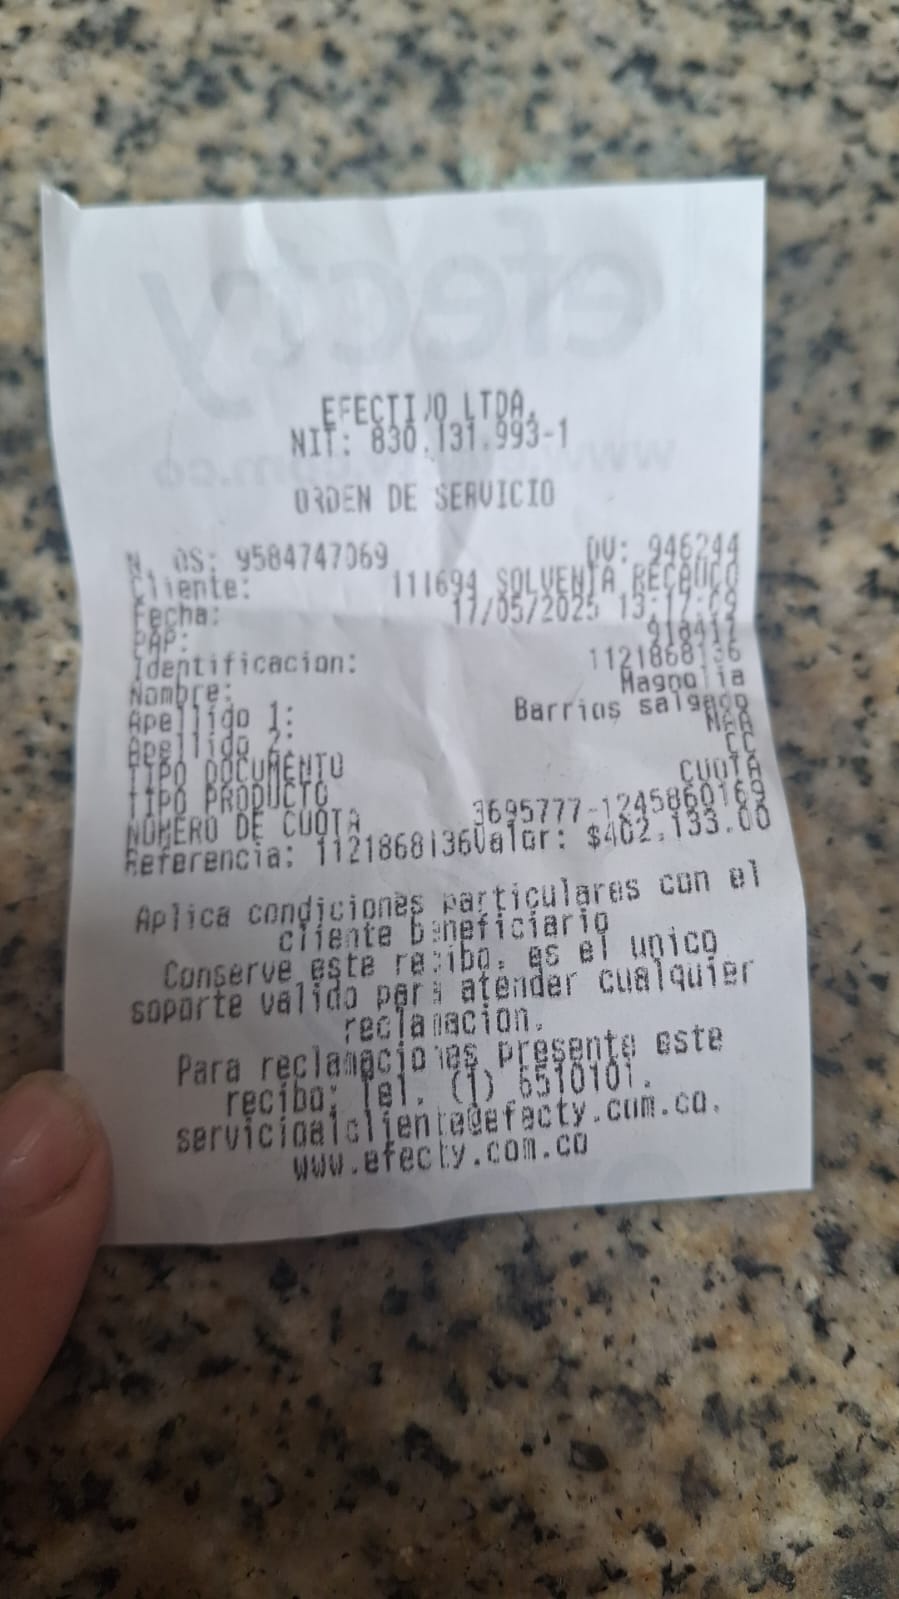 EFECTIVO LTDA.
NIT: 830.131.993-1
ORDEN DE SERVICIO
N. OS: 9584747069 DV: 946244
Cliente: 111694 SOLVENTA RECAUDO
Fecha: 17/05/2025 13:17:09
PAP:
Identificacion: 1121868136
Nombre: Magnolia
Apellido 1: Barrios salgado
Apellido 2: N&A
TIPO DOCUMENTO CC
TIPO PRODUCTO CUOTA
NUMERO DE CUOTA 3695777-1245860169
Referencia: 1121868136Valor: $402.133.00
Aplica condiciones particulares con el
cliente beneficiario
Conserve este recibo, es el unico
soporte valido para atender cualquier
reclamacion.
Para reclamaciones presente este
recibo: Tel. (1) 6510101.
servicioalcliente@efecty.com.co.
www.efecty.com.co